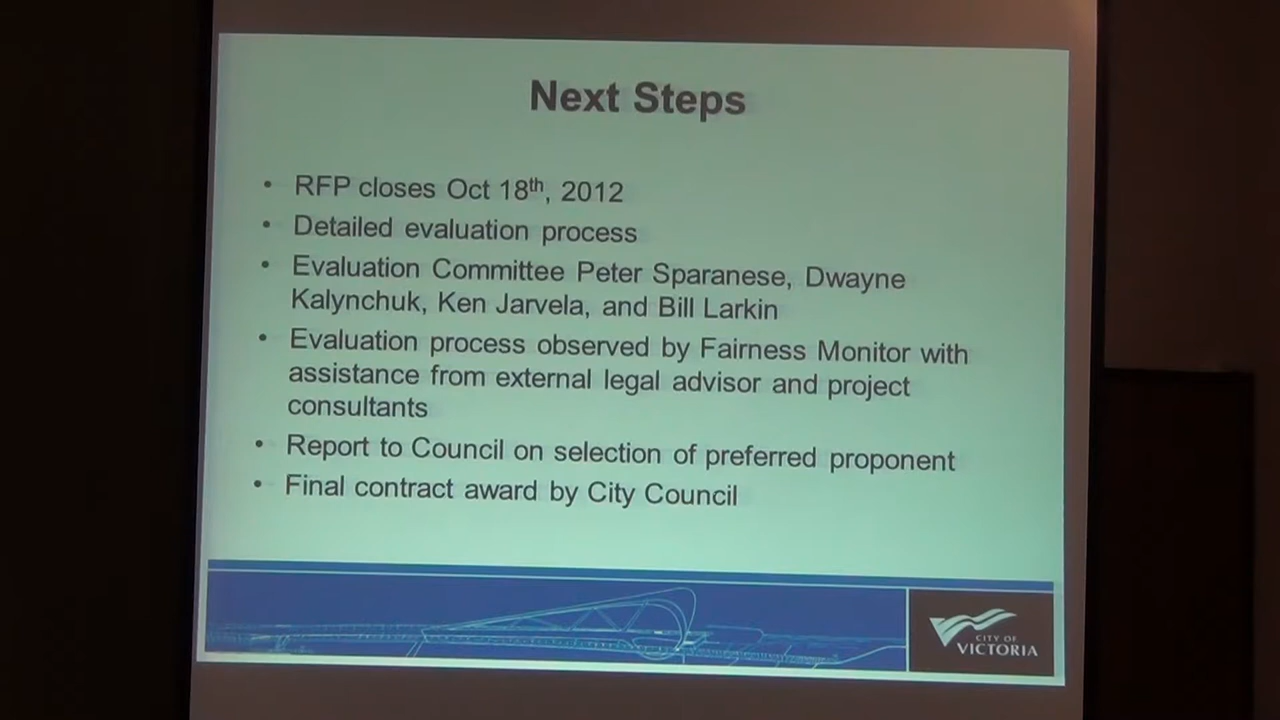 Next Steps
• RFP closes Oct 18th, 2012
• Detailed evaluation process
• Evaluation Committee Peter Sparanese, Dwayne
Kalynchuk, Ken Jarvela, and Bill Larkin
• Evaluation process observed by Fairness Monitor with
assistance from external legal advisor and project
consultants
• Report to Council on selection of preferred proponent
• Final contract award by City Council
CITY OF
VICTORIA